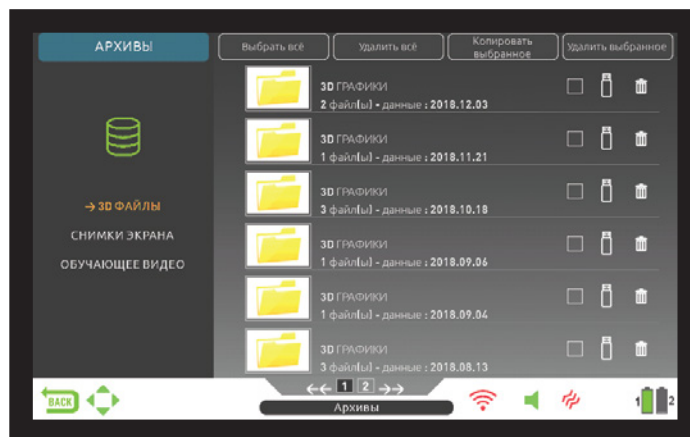 АРХИВЫ
Выбрать всё
Удалить всё
Копировать
выбранное
Удалить выбранное
3D ГРАФИКИ
2 файл(ы) - данные : 2018.12.03
3D ГРАФИКИ
1 файл(ы) - данные : 2018.11.21
3D ГРАФИКИ
3 файл(ы) - данные : 2018.10.18
3D ГРАФИКИ
1 файл(ы) - данные : 2018.09.06
3D ГРАФИКИ
1 файл(ы) - данные : 2018.09.04
3D ГРАФИКИ
3 файл(ы) - данные : 2018.08.13
→ 3D ФАЙЛЫ
СНИМКИ ЭКРАНА
ОБУЧАЮЩЕЕ ВИДЕО
BACK
←← 1 2 →→
Архивы
1 2